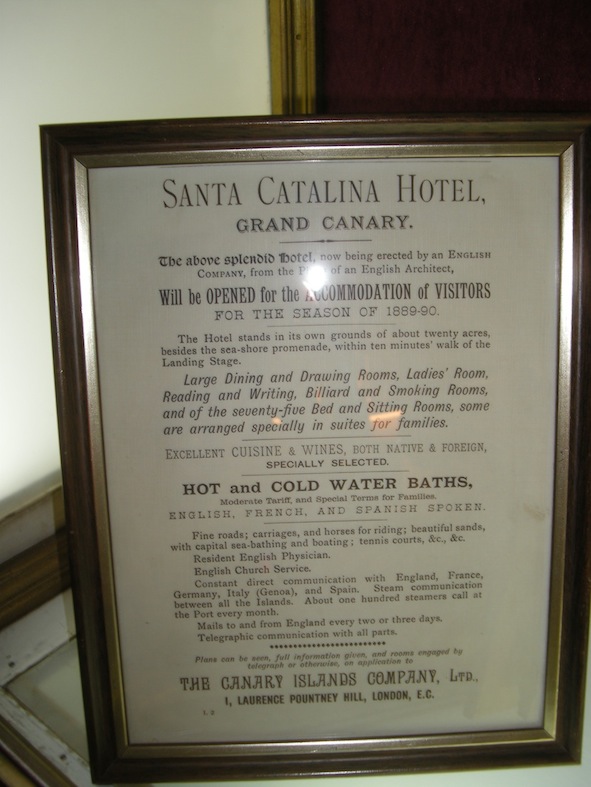 SANTA CATALINA HOTEL,
GRAND CANARY.
The above splendid Hotel, now being erected by an ENGLISH
COMPANY, from the of an English Architect,
Will be OPENED for the ACCOMMODATION of VISITORS
FOR THE SEASON OF 1889-90.
The Hotel stands in its own grounds of about twenty acres,
besides the sea-shore promenade, within ten minutes' walk of the
Landing Stage.
Large Dining and Drawing Rooms, Ladies' Room,
Reading and Writing, Billiard and Smoking Rooms,
and of the seventy-five Bed and Sitting Rooms, some
are arranged specially in suites for families.
EXCELLENT CUISINE & WINES, BOTH NATIVE & FOREIGN,
SPECIALLY SELECTED.
HOT and COLD WATER BATHS,
Moderate Tariff, and Special Terms for Families.
ENGLISH, FRENCH, AND SPANISH SPOKEN.
Fine roads; carriages, and horses for riding; beautiful sands,
with capital sea-bathing and boating; tennis courts, &c., &c.
Resident English Physician.
English Church Service.
Constant direct communication with England, France,
Germany, Italy (Genoa), and Spain. Steam communication
between all the Islands. About one hundred steamers call at
the Port every month.
Mails to and from England every two or three days.
Telegraphic communication with all parts.
Plans can be seen, full information given, and rooms engaged by
telegraph or otherwise, on application to
THE CANARY ISLANDS COMPANY, LTD.,
1, LAURENCE POUNTNEY HILL, LONDON, E.C.
1, 2